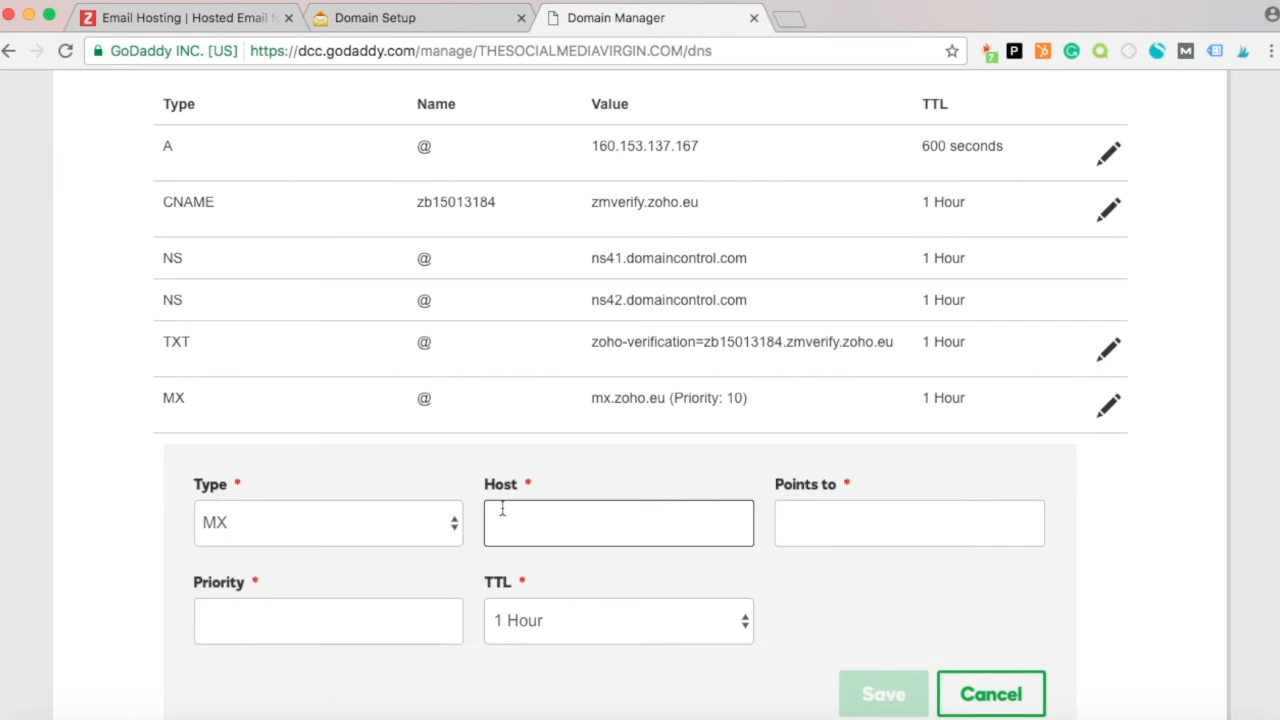 Email Hosting | Hosted Email f
Domain Setup
Domain Manager
GoDaddy INC. [US] https://dcc.godaddy.com/manage/THESOCIALMEDIAVIRGIN.COM/dns
Type Name Value TTL
A @ 160.153.137.167 600 seconds
CNAME zb15013184 zmverify.zoho.eu 1 Hour
NS @ ns41.domaincontrol.com 1 Hour
NS @ ns42.domaincontrol.com 1 Hour
TXT @ zoho-verification=zb15013184.zmverify.zoho.eu 1 Hour
MX @ mx.zoho.eu (Priority: 10) 1 Hour
Type * Host * Points to *
MX
Priority * TTL *
1 Hour
Save Cancel